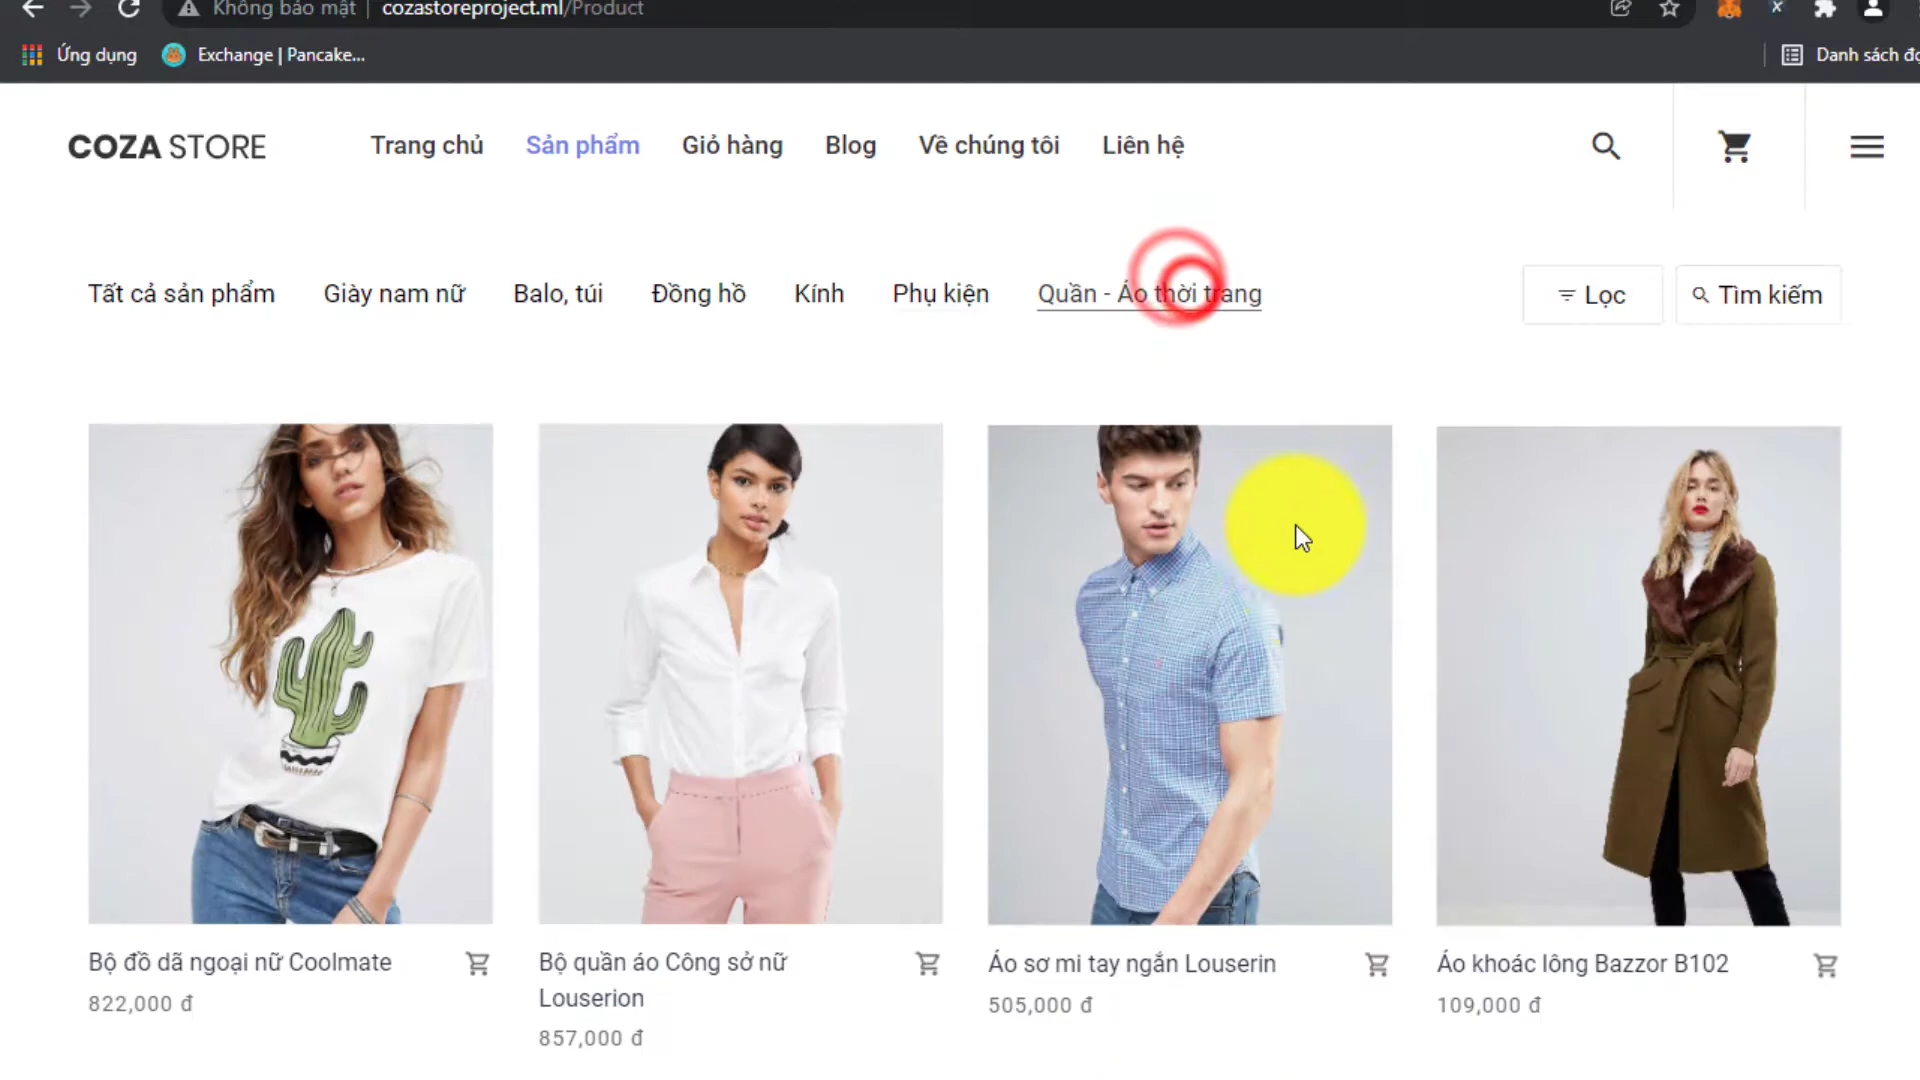 Không bảo mật | cozastoreproject.ml/Product
Ứng dụng Exchange | Pancake... Danh sách đọ
COZA STORE Trang chủ Sản phẩm Giỏ hàng Blog Về chúng tôi Liên hệ
Tất cả sản phẩm Giày nam nữ Balo, túi Đồng hồ Kính Phụ kiện Quần - Áo thời trang Lọc Tìm kiếm
Bộ đồ dã ngoại nữ Coolmate
822,000 đ
Bộ quần áo Công sở nữ
Louserion
857,000 đ
Áo sơ mi tay ngắn Louserin
505,000 đ
Áo khoác lông Bazzor B102
109,000 đ